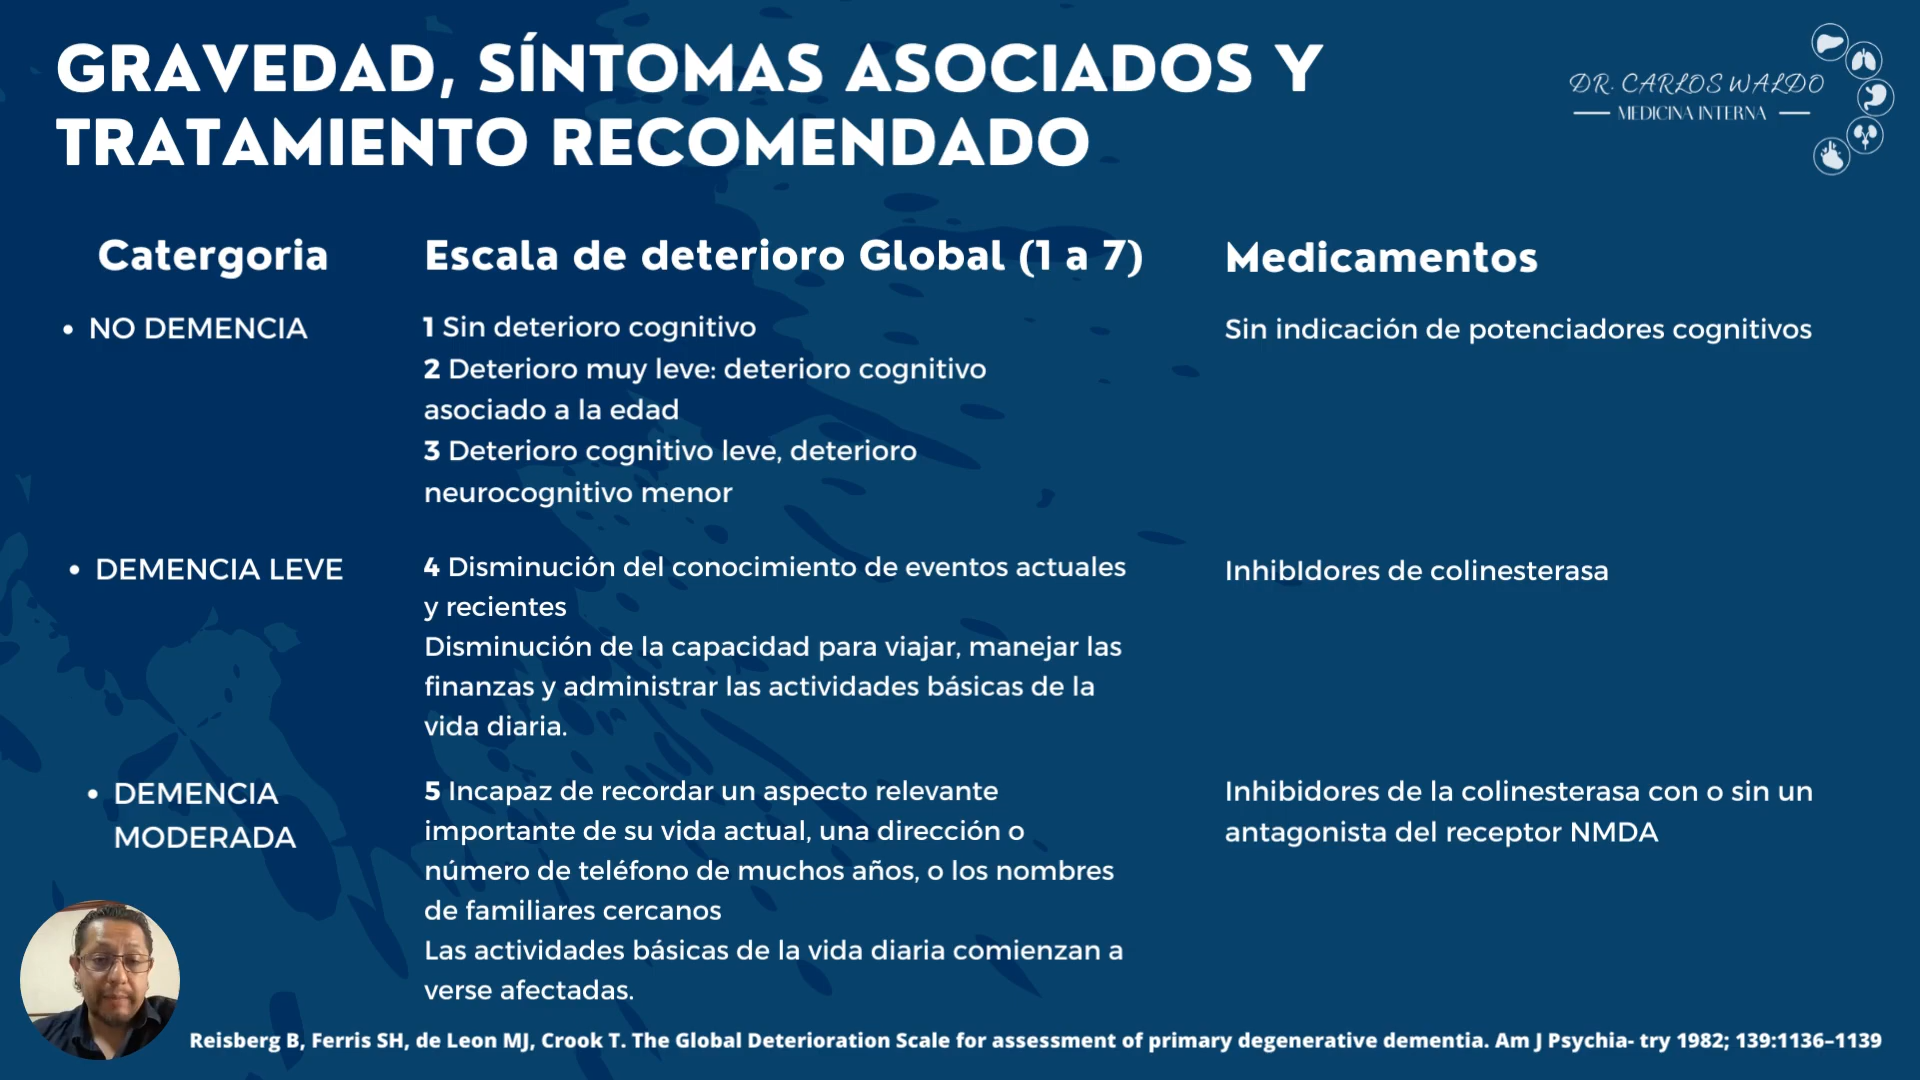 GRAVEDAD, SÍNTOMAS ASOCIADOS Y
TRATAMIENTO RECOMENDADO
DR. CARLOS WALDO
MEDICINA INTERNA
Catergoria
Escala de deterioro Global (1 a 7)
Medicamentos
• NO DEMENCIA
1 Sin deterioro cognitivo
2 Deterioro muy leve: deterioro cognitivo
asociado a la edad
3 Deterioro cognitivo leve, deterioro
neurocognitivo menor
Sin indicación de potenciadores cognitivos
• DEMENCIA LEVE
4 Disminución del conocimiento de eventos actuales
y recientes
Disminución de la capacidad para viajar, manejar las
finanzas y administrar las actividades básicas de la
vida diaria.
InhibIdores de colinesterasa
• DEMENCIA
MODERADA
5 Incapaz de recordar un aspecto relevante
importante de su vida actual, una dirección o
número de teléfono de muchos años, o los nombres
de familiares cercanos
Las actividades básicas de la vida diaria comienzan a
verse afectadas.
Inhibidores de la colinesterasa con o sin un
antagonista del receptor NMDA
Reisberg B, Ferris SH, de Leon MJ, Crook T. The Global Deterioration Scale for assessment of primary degenerative dementia. Am J Psychia- try 1982; 139:1136–1139